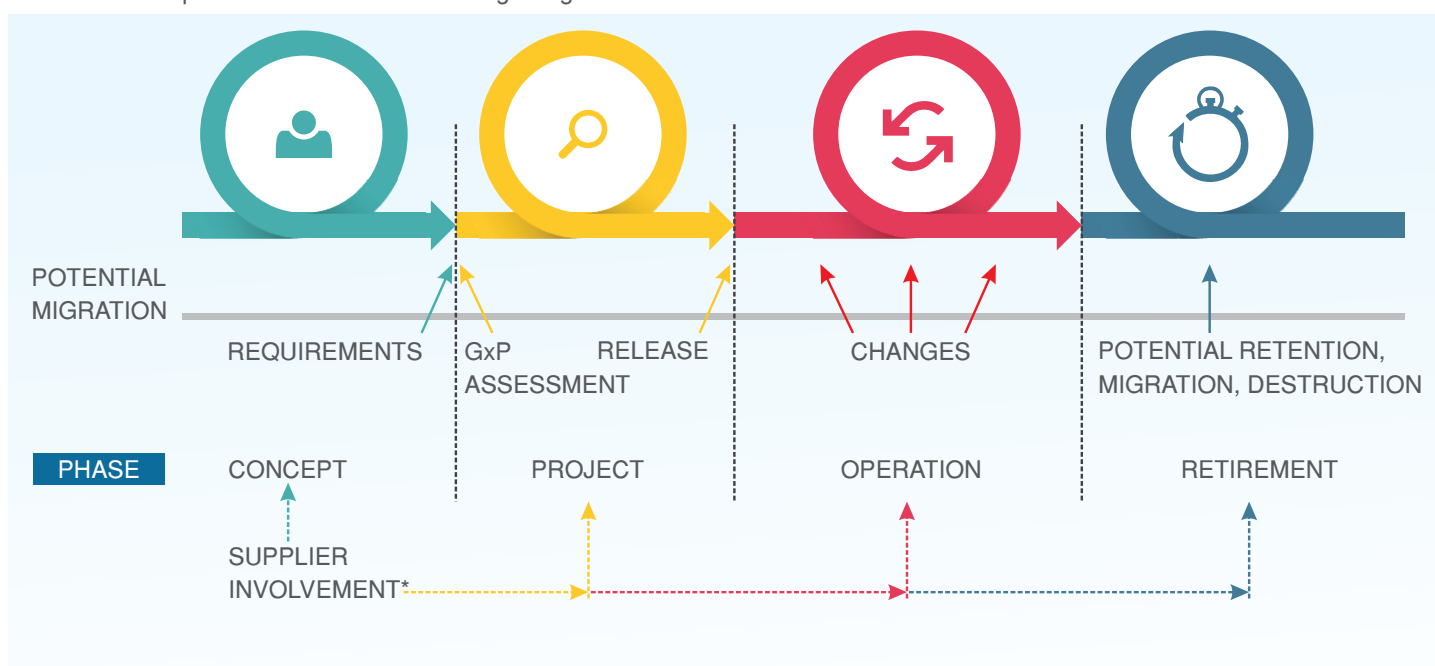 POTENTIAL
MIGRATION
REQUIREMENTS
GxP
ASSESSMENT
RELEASE
CHANGES
POTENTIAL RETENTION,
MIGRATION, DESTRUCTION
PHASE
CONCEPT
PROJECT
OPERATION
RETIREMENT
SUPPLIER
INVOLVEMENT*